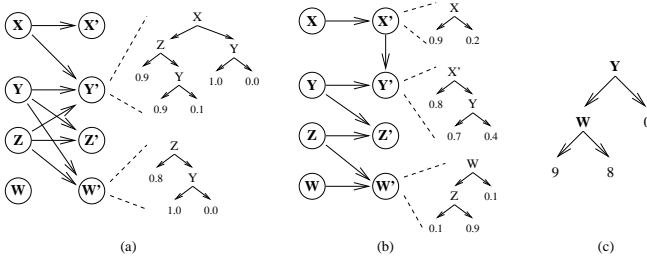 X X' X X X' X
Z Y 0.9 0.2
0.9 Y 1.0 0.0 Y
Y Y' Y Y' X' W 0
0.9 0.1 0.8 Y 9 8
Z Z' Z Z Z' 0.7 0.4
0.8 Y W
W W' 1.0 0.0 W W' Z 0.1
0.1 0.9
(a) (b) (c)